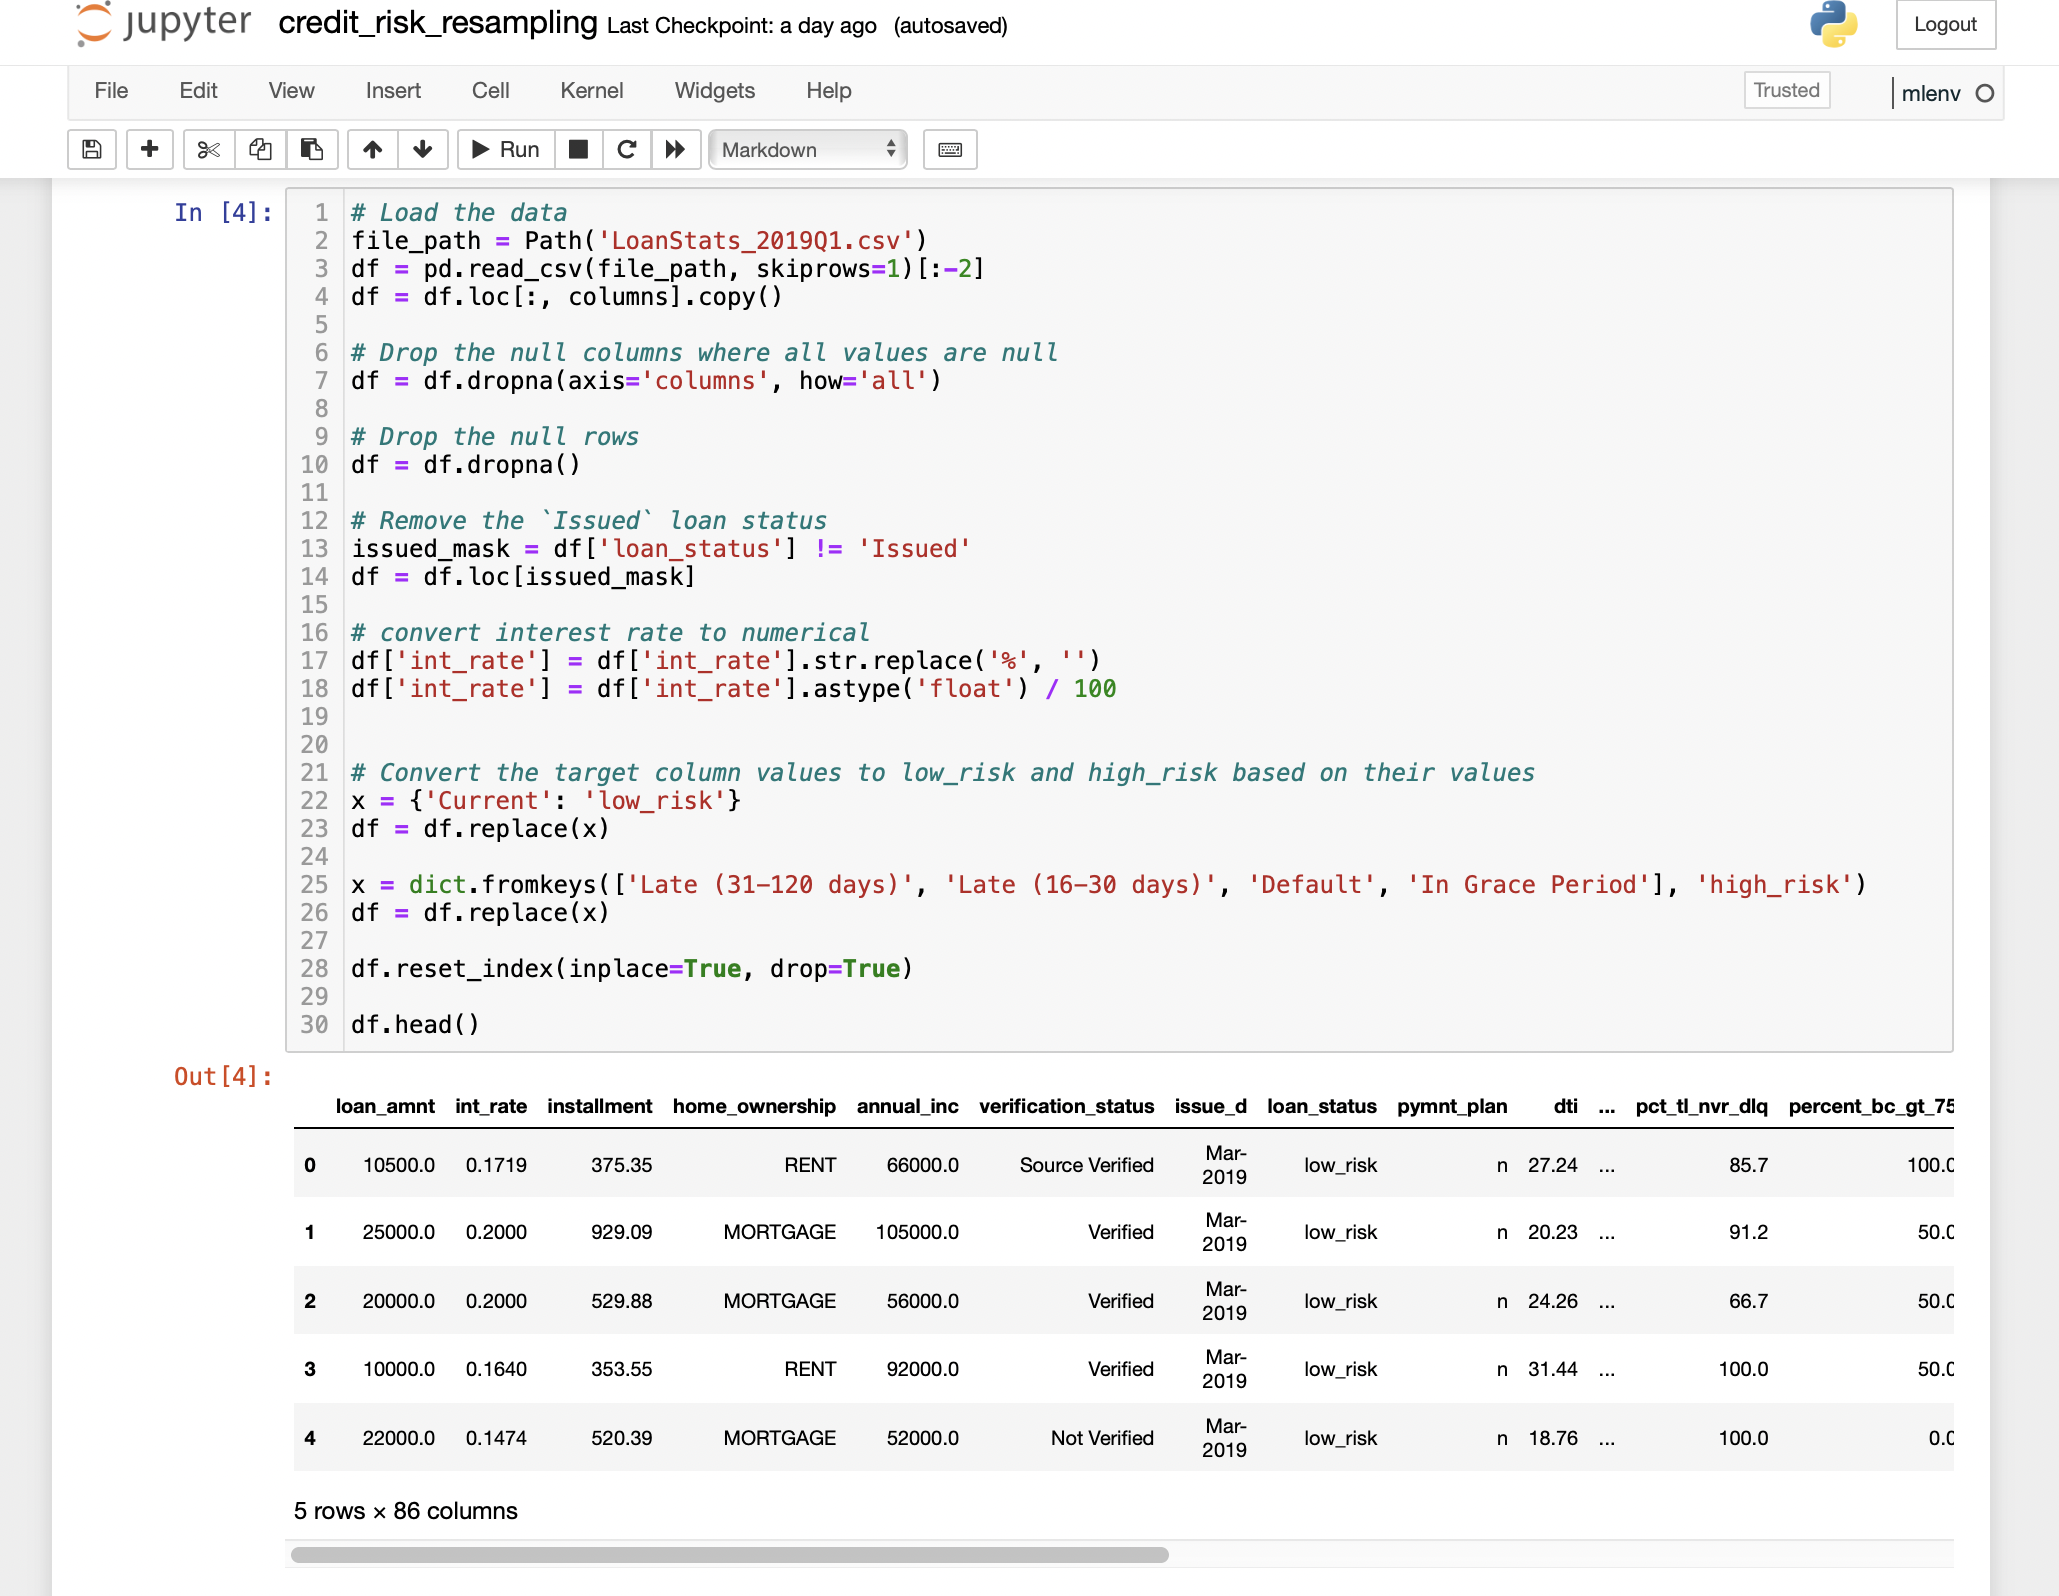 jupyter credit_risk_resampling Last Checkpoint: a day ago (autosaved) Logout
File Edit View Insert Cell Kernel Widgets Help Trusted mlenv
Run Markdown
In [4]:
1 # Load the data
2 file_path = Path('LoanStats_2019Q1.csv')
3 df = pd.read_csv(file_path, skiprows=1)[:-2]
4 df = df.loc[:, columns].copy()
5
6 # Drop the null columns where all values are null
7 df = df.dropna(axis='columns', how='all')
8
9 # Drop the null rows
10 df = df.dropna()
11
12 # Remove the `Issued` loan status
13 issued_mask = df['loan_status'] != 'Issued'
14 df = df.loc[issued_mask]
15
16 # convert interest rate to numerical
17 df['int_rate'] = df['int_rate'].str.replace('%', '')
18 df['int_rate'] = df['int_rate'].astype('float') / 100
19
20
21 # Convert the target column values to low_risk and high_risk based on their values
22 x = {'Current': 'low_risk'}
23 df = df.replace(x)
24
25 x = dict.fromkeys(['Late (31-120 days)', 'Late (16-30 days)', 'Default', 'In Grace Period'], 'high_risk')
26 df = df.replace(x)
27
28 df.reset_index(inplace=True, drop=True)
29
30 df.head()
Out[4]:
loan_amnt int_rate installment home_ownership annual_inc verification_status issue_d loan_status pymnt_plan dti ... pct_tl_nvr_dlq percent_bc_gt_75
0 10500.0 0.1719 375.35 RENT 66000.0 Source Verified Mar-2019 low_risk n 27.24 ... 85.7 100.0
1 25000.0 0.2000 929.09 MORTGAGE 105000.0 Verified Mar-2019 low_risk n 20.23 ... 91.2 50.0
2 20000.0 0.2000 529.88 MORTGAGE 56000.0 Verified Mar-2019 low_risk n 24.26 ... 66.7 50.0
3 10000.0 0.1640 353.55 RENT 92000.0 Verified Mar-2019 low_risk n 31.44 ... 100.0 50.0
4 22000.0 0.1474 520.39 MORTGAGE 52000.0 Not Verified Mar-2019 low_risk n 18.76 ... 100.0 0.0
5 rows × 86 columns